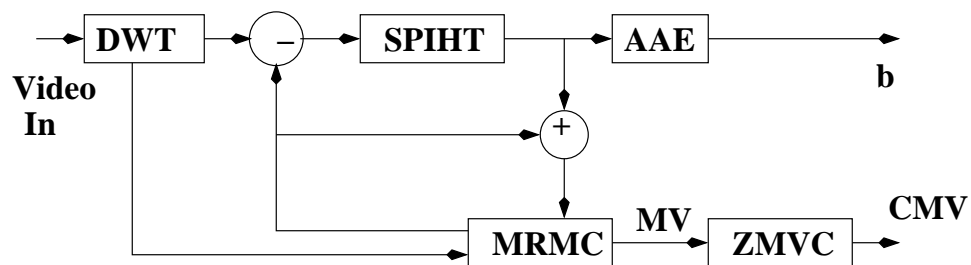 DWT
−
SPIHT
AAE
Video
In
b
+
MRMC
MV
ZMVC
CMV